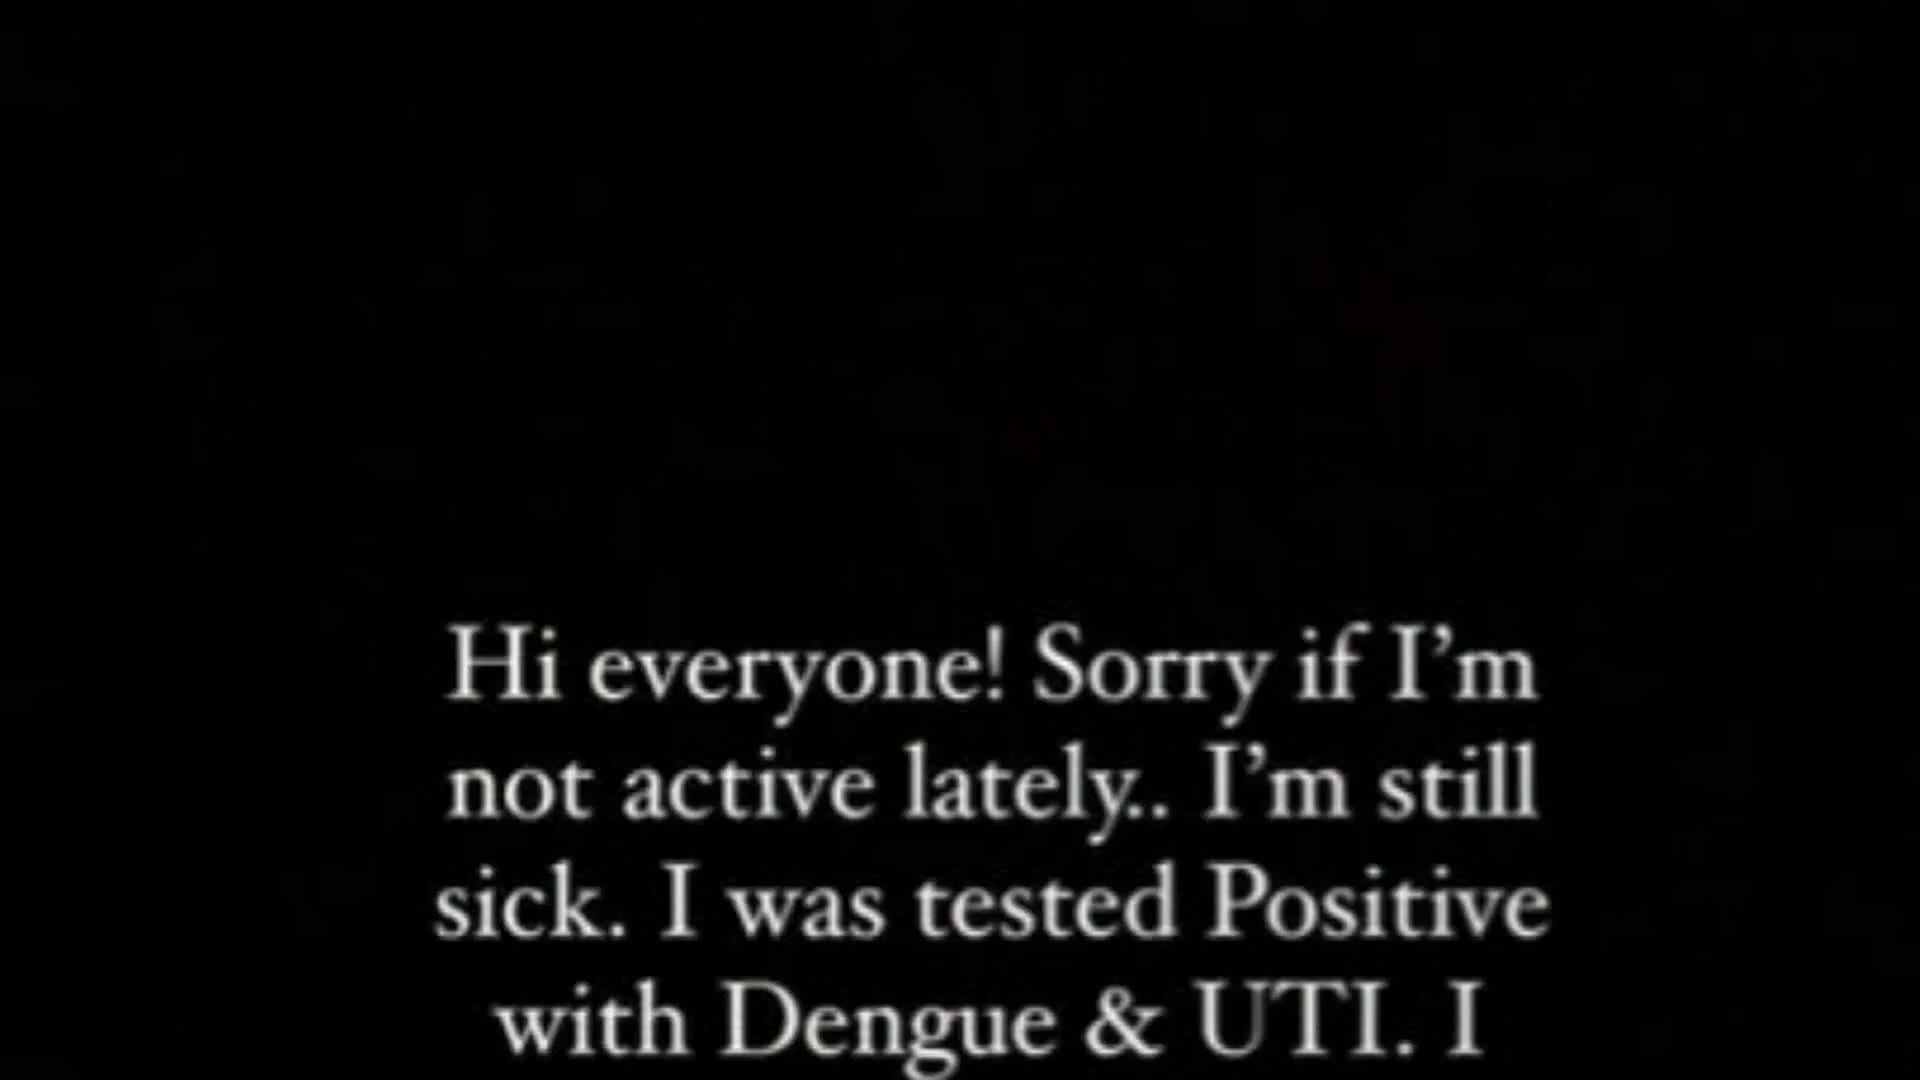 Hi everyone! Sorry if I’m
not active lately.. I’m still
sick. I was tested Positive
with Dengue & UTI. I